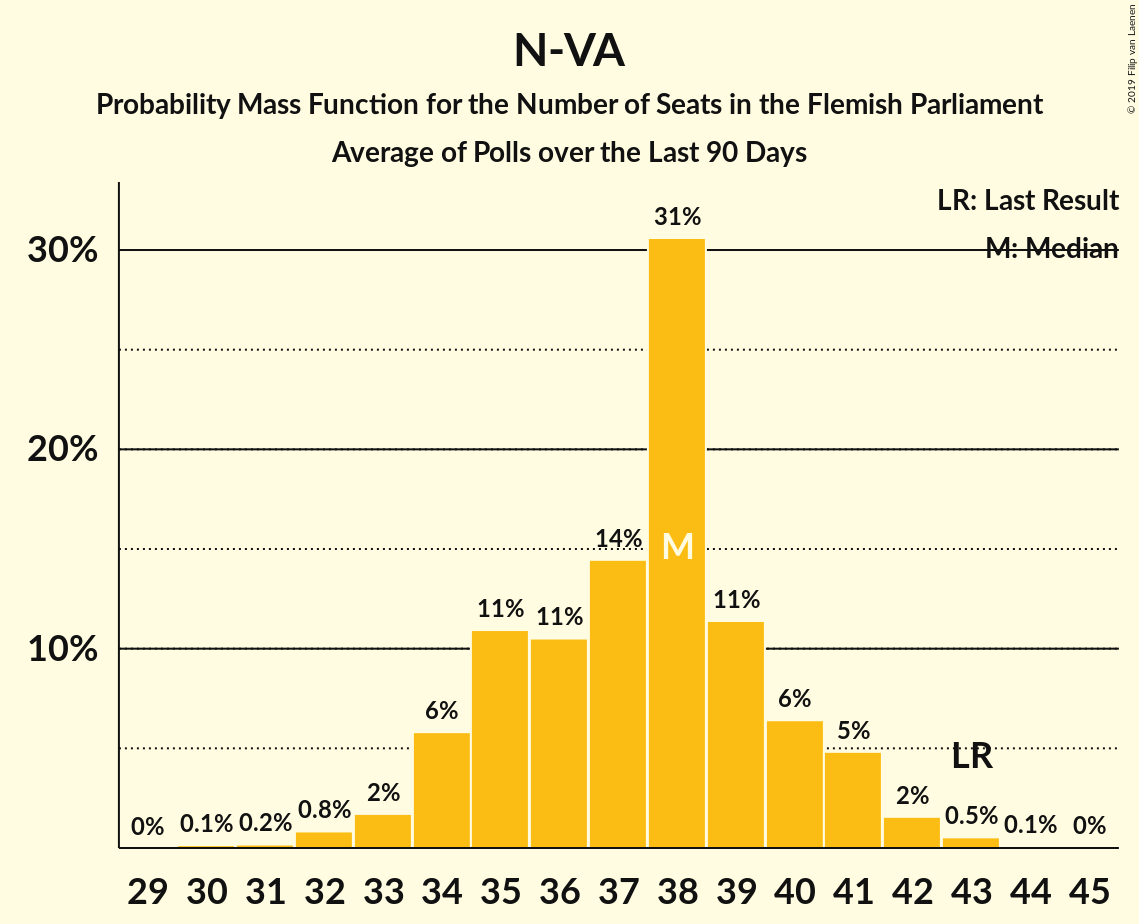 N-VA
Probability Mass Function for the Number of Seats in the Flemish Parliament
Average of Polls over the Last 90 Days
© 2019 Filip van Laenen
LR: Last Result
M: Median
30%
20%
10%
0% 0.1% 0.2% 0.8% 2% 6% 11% 11% 14% 31% 11% 6% 5% 2% 0.5% 0.1% 0%
M
LR
29 30 31 32 33 34 35 36 37 38 39 40 41 42 43 44 45